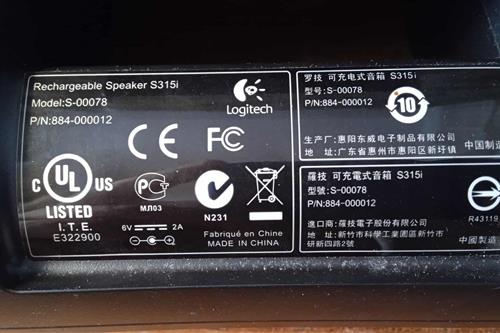 Rechargeable Speaker S315i
Model:S-00078
P/N:884-000012
Logitech
CE FC
C UL US
LISTED
I.T.E.
E322900
PC
МЛ03
N231
6V 2A
Fabriqué en Chine
MADE IN CHINA
罗技 可充电式音箱 S315i
型号:S-00078
P/N:884-000012
10
生产厂:惠阳东威电子制品有限公司
地 址:广东省惠州市惠阳区新圩镇
中国制造
羅技 可充電式音箱 S315i
型號:S-00078
P/N:884-000012
R43119
進口商:羅技電子股份有限公司
地 址:新竹市科學工業園區新竹市
研新四路2號
中國製造